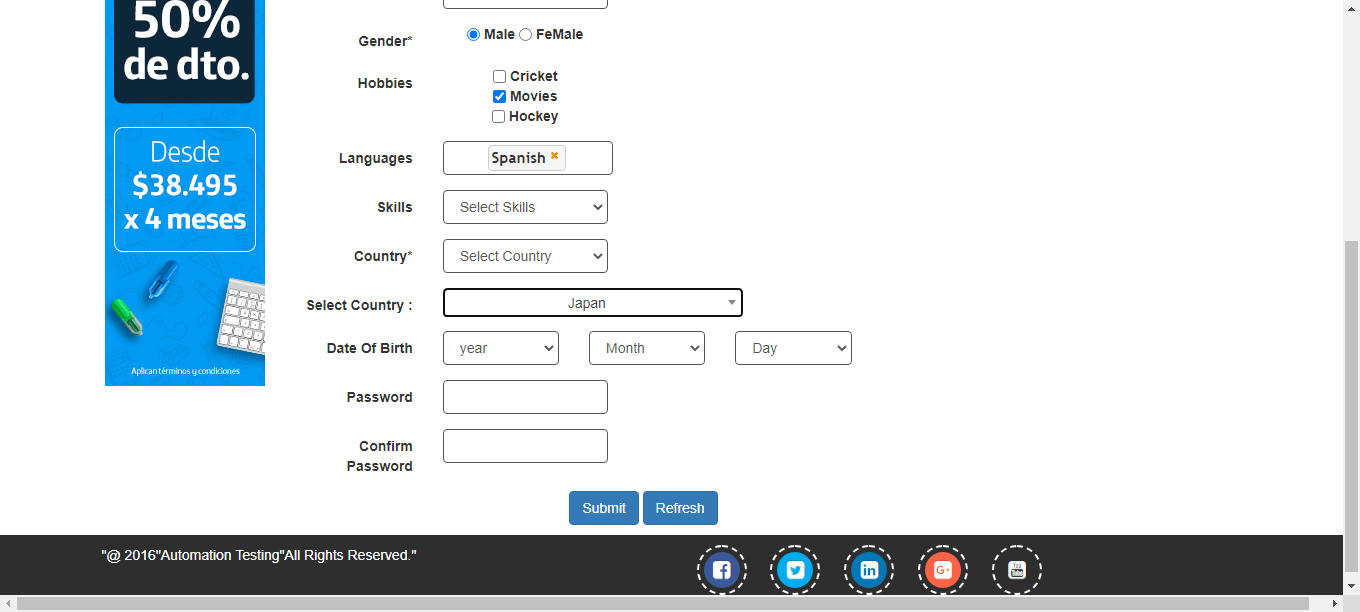 50%
de dto.
Desde
$38.495
x 4 meses
Aplican términos y condiciones
Gender*
Male FeMale
Hobbies
Cricket
Movies
Hockey
Languages
Spanish
Skills
Select Skills
Country*
Select Country
Select Country :
Japan
Date Of Birth
year Month Day
Password
Confirm
Password
Submit Refresh
"@ 2016"Automation Testing"All Rights Reserved."
You
Tube